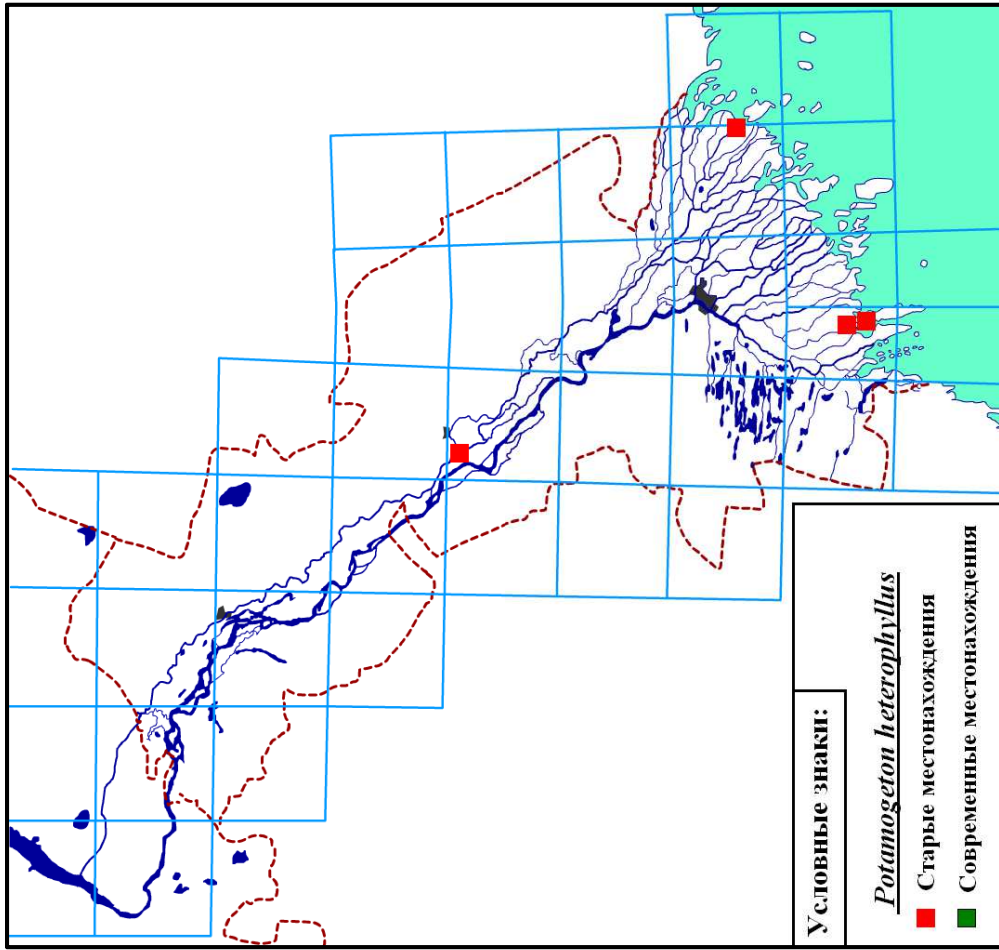 Условные знаки:
Potamogeton heterophyllus
Старые местонахождения
Современные местонахождения